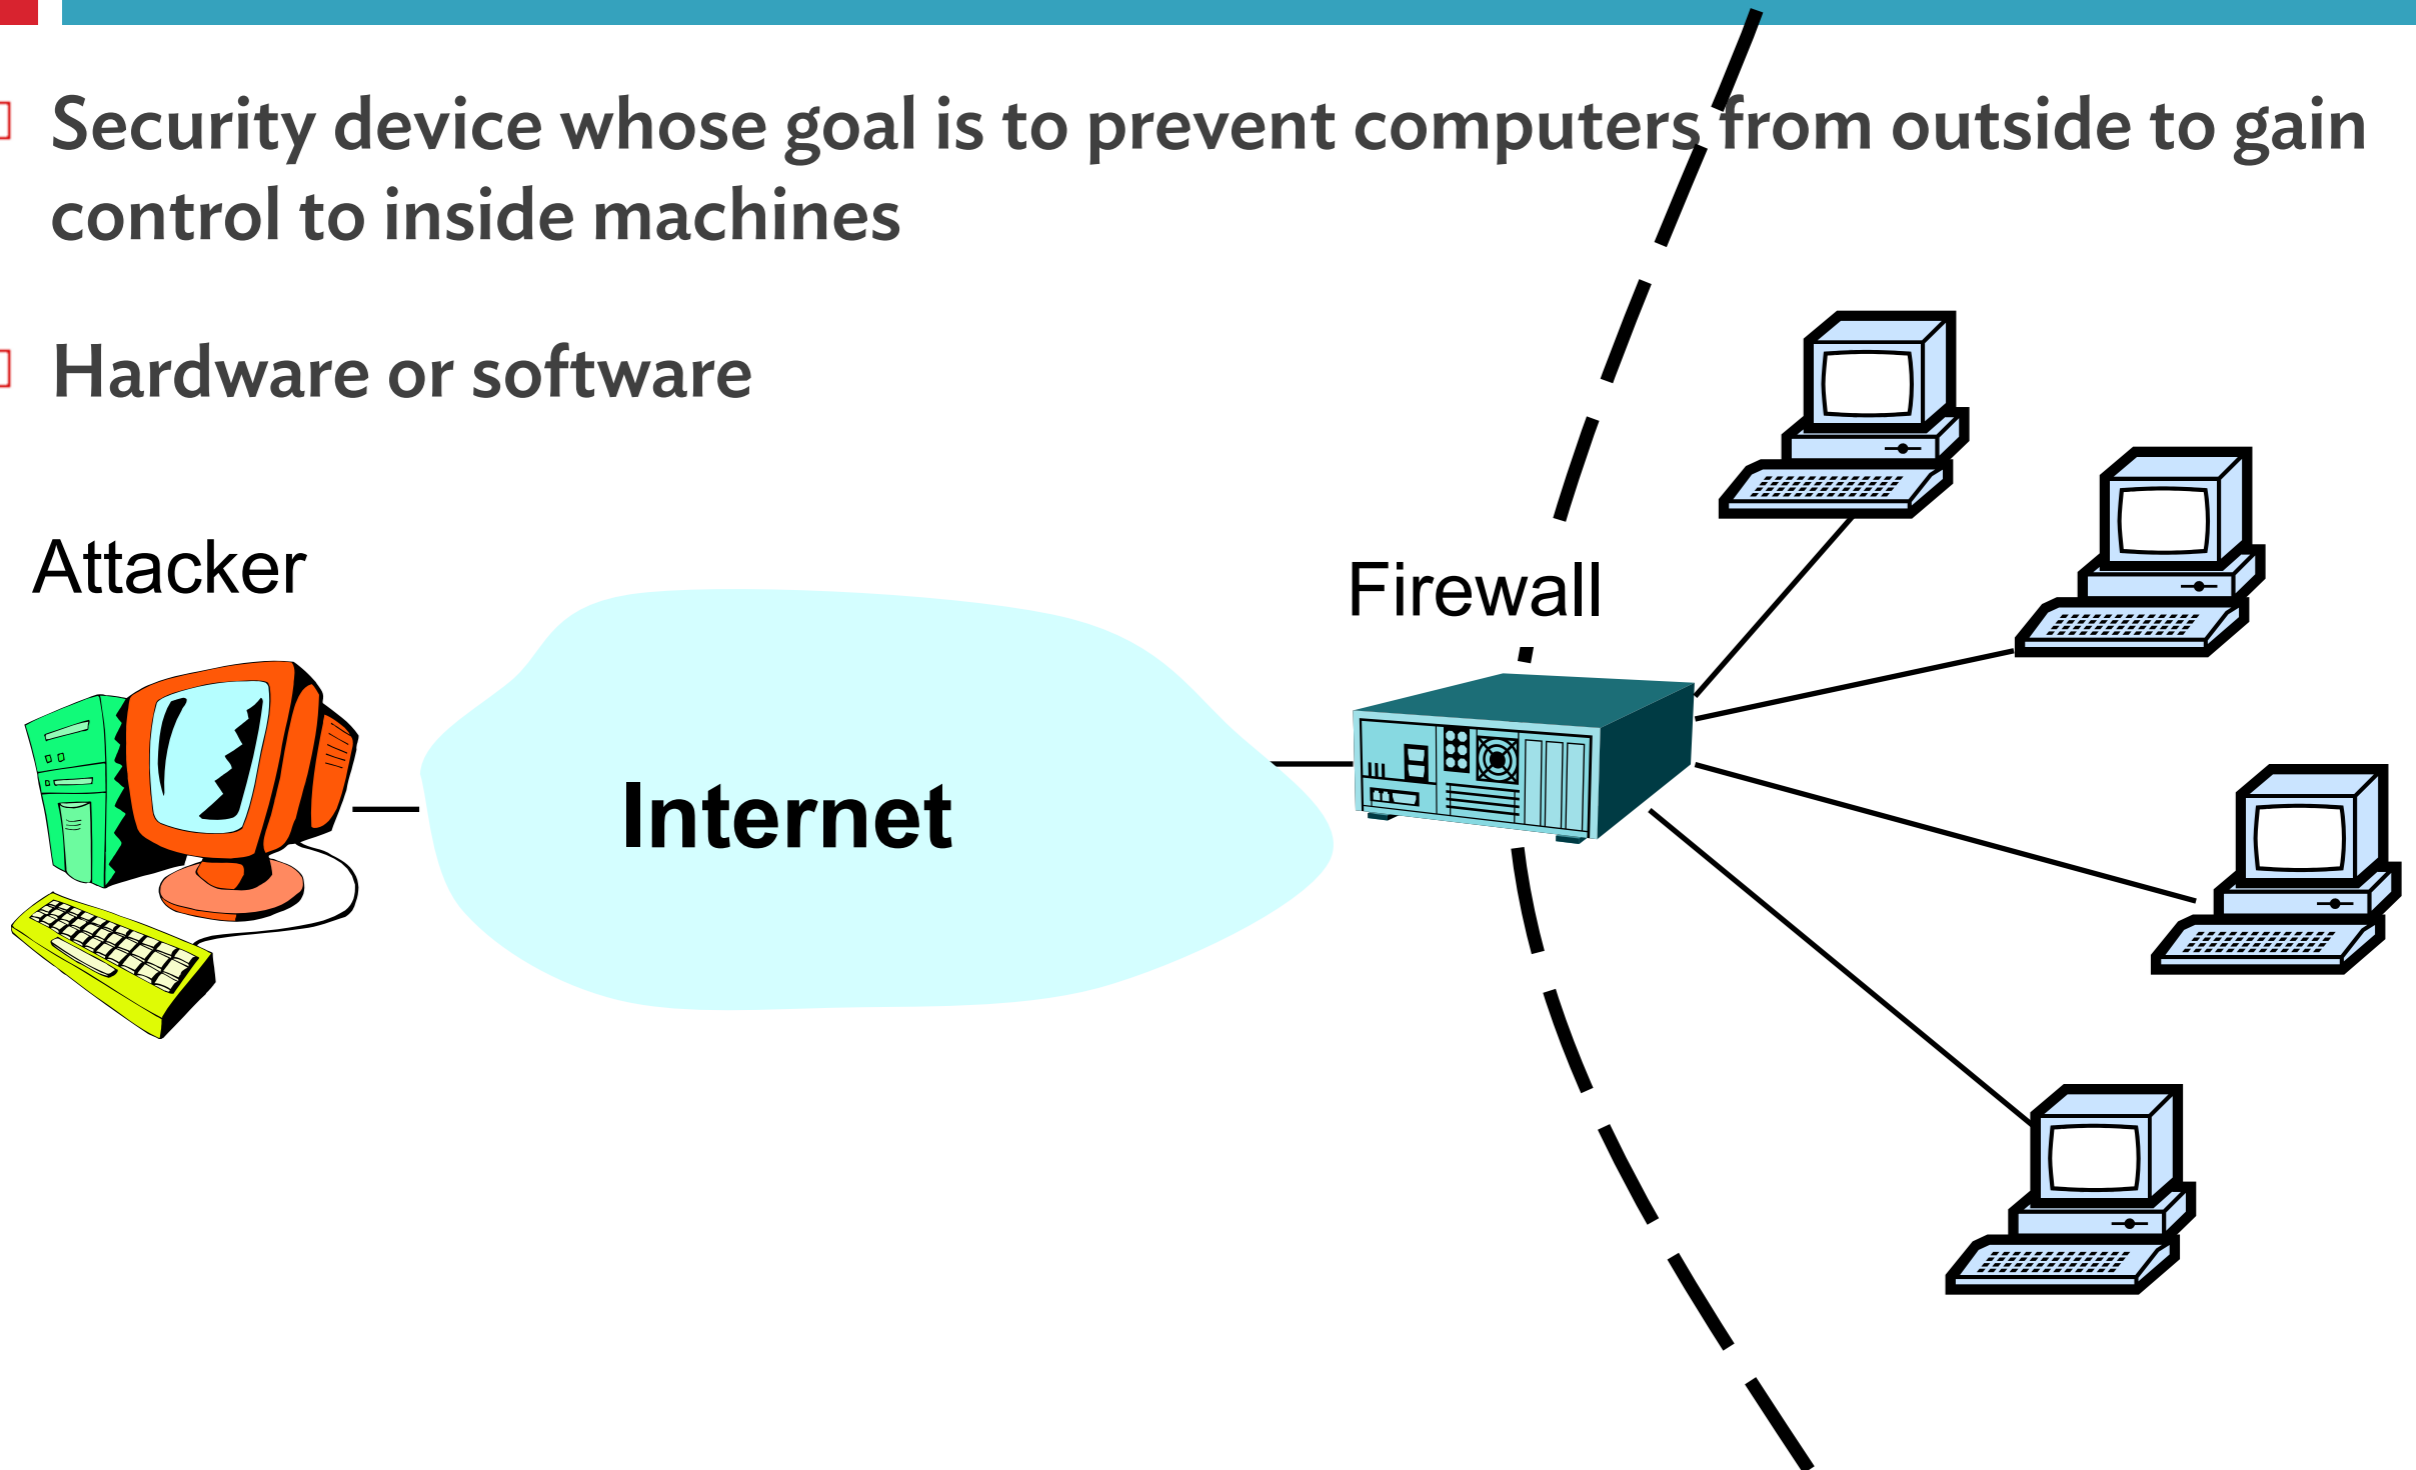 Security device whose goal is to prevent computers from outside to gain
control to inside machines
Hardware or software
Attacker
Firewall
Internet